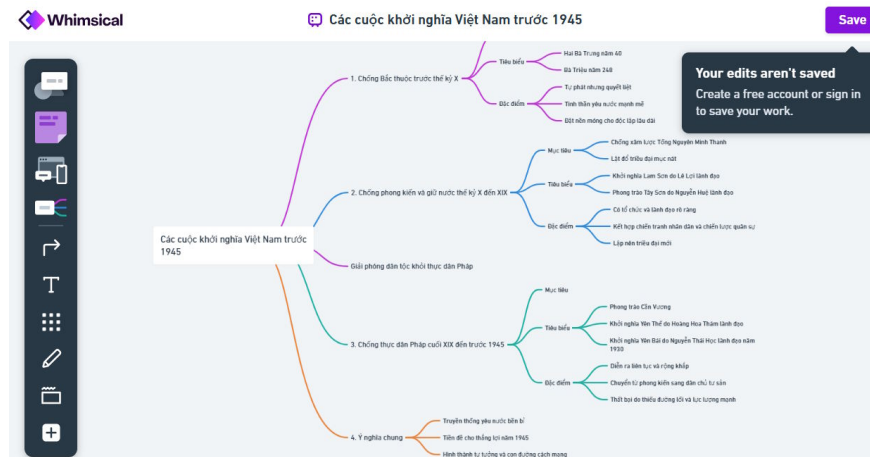 Whimsical
Các cuộc khởi nghĩa Việt Nam trước 1945
Save
Your edits aren't saved
Create a free account or sign in
to save your work.
Các cuộc khởi nghĩa Việt Nam trước
1945
1. Chống Bắc thuộc trước thế kỷ X
Tiêu biểu
Hai Bà Trưng năm 40
Bà Triệu năm 248
Đặc điểm
Tự phát nhưng quyết liệt
Tinh thần yêu nước mạnh mẽ
Đặt nền móng cho độc lập lâu dài
2. Chống phong kiến và giữ nước thế kỷ X đến XIX
Mục tiêu
Chống xâm lược Tống Nguyên Minh Thanh
Lật đổ triều đại mục nát
Tiêu biểu
Khởi nghĩa Lam Sơn do Lê Lợi lãnh đạo
Phong trào Tây Sơn do Nguyễn Huệ lãnh đạo
Đặc điểm
Có tổ chức và lãnh đạo rõ ràng
Kết hợp chiến tranh nhân dân và chiến lược quân sự
Lập nên triều đại mới
Giải phóng dân tộc khỏi thực dân Pháp
3. Chống thực dân Pháp cuối XIX đến trước 1945
Mục tiêu
Tiêu biểu
Phong trào Cần Vương
Khởi nghĩa Yên Thế do Hoàng Hoa Thám lãnh đạo
Khởi nghĩa Yên Bái do Nguyễn Thái Học lãnh đạo năm
1930
Đặc điểm
Diễn ra liên tục và rộng khắp
Chuyển từ phong kiến sang dân chủ tư sản
Thất bại do thiếu đường lối và lực lượng mạnh
4. Ý nghĩa chung
Truyền thống yêu nước bền bỉ
Tiền đề cho thắng lợi năm 1945
Hình thành tư tưởng và con đường cách mạng